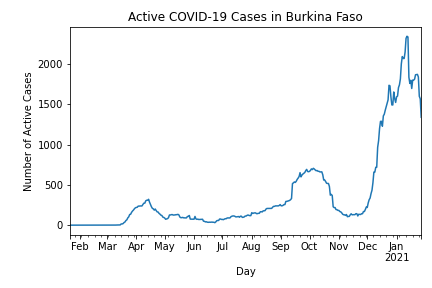 Active COVID-19 Cases in Burkina Faso
Number of Active Cases
2000
1500
1000
500
0
Feb Mar Apr May Jun Jul Aug Sep Oct Nov Dec Jan
2021
Day